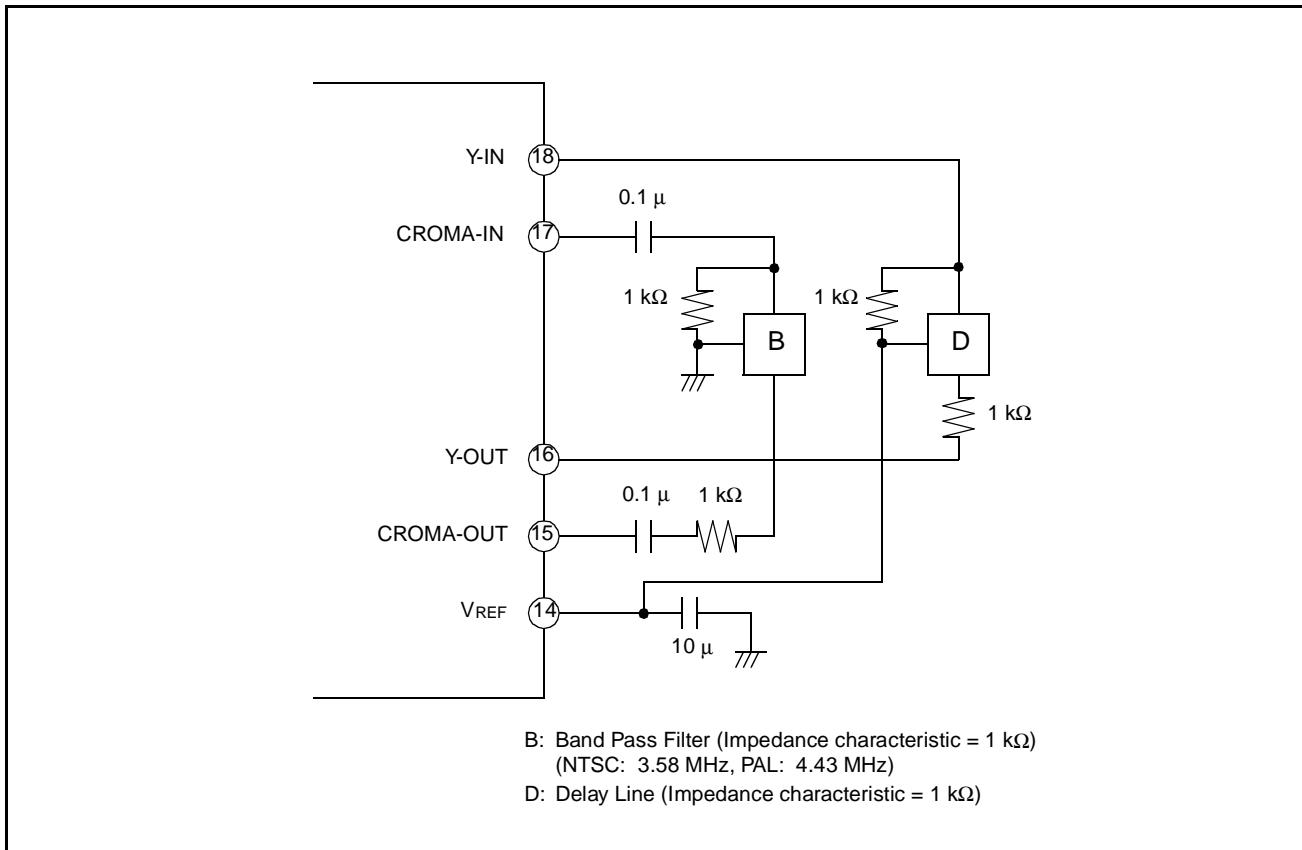 Y-IN 18
0.1 μ
CROMA-IN 17
1 kΩ
1 kΩ
B
D
1 kΩ
Y-OUT 16
0.1 μ 1 kΩ
CROMA-OUT 15
VREF 14
10 μ
B: Band Pass Filter (Impedance characteristic = 1 kΩ)
(NTSC: 3.58 MHz, PAL: 4.43 MHz)
D: Delay Line (Impedance characteristic = 1 kΩ)